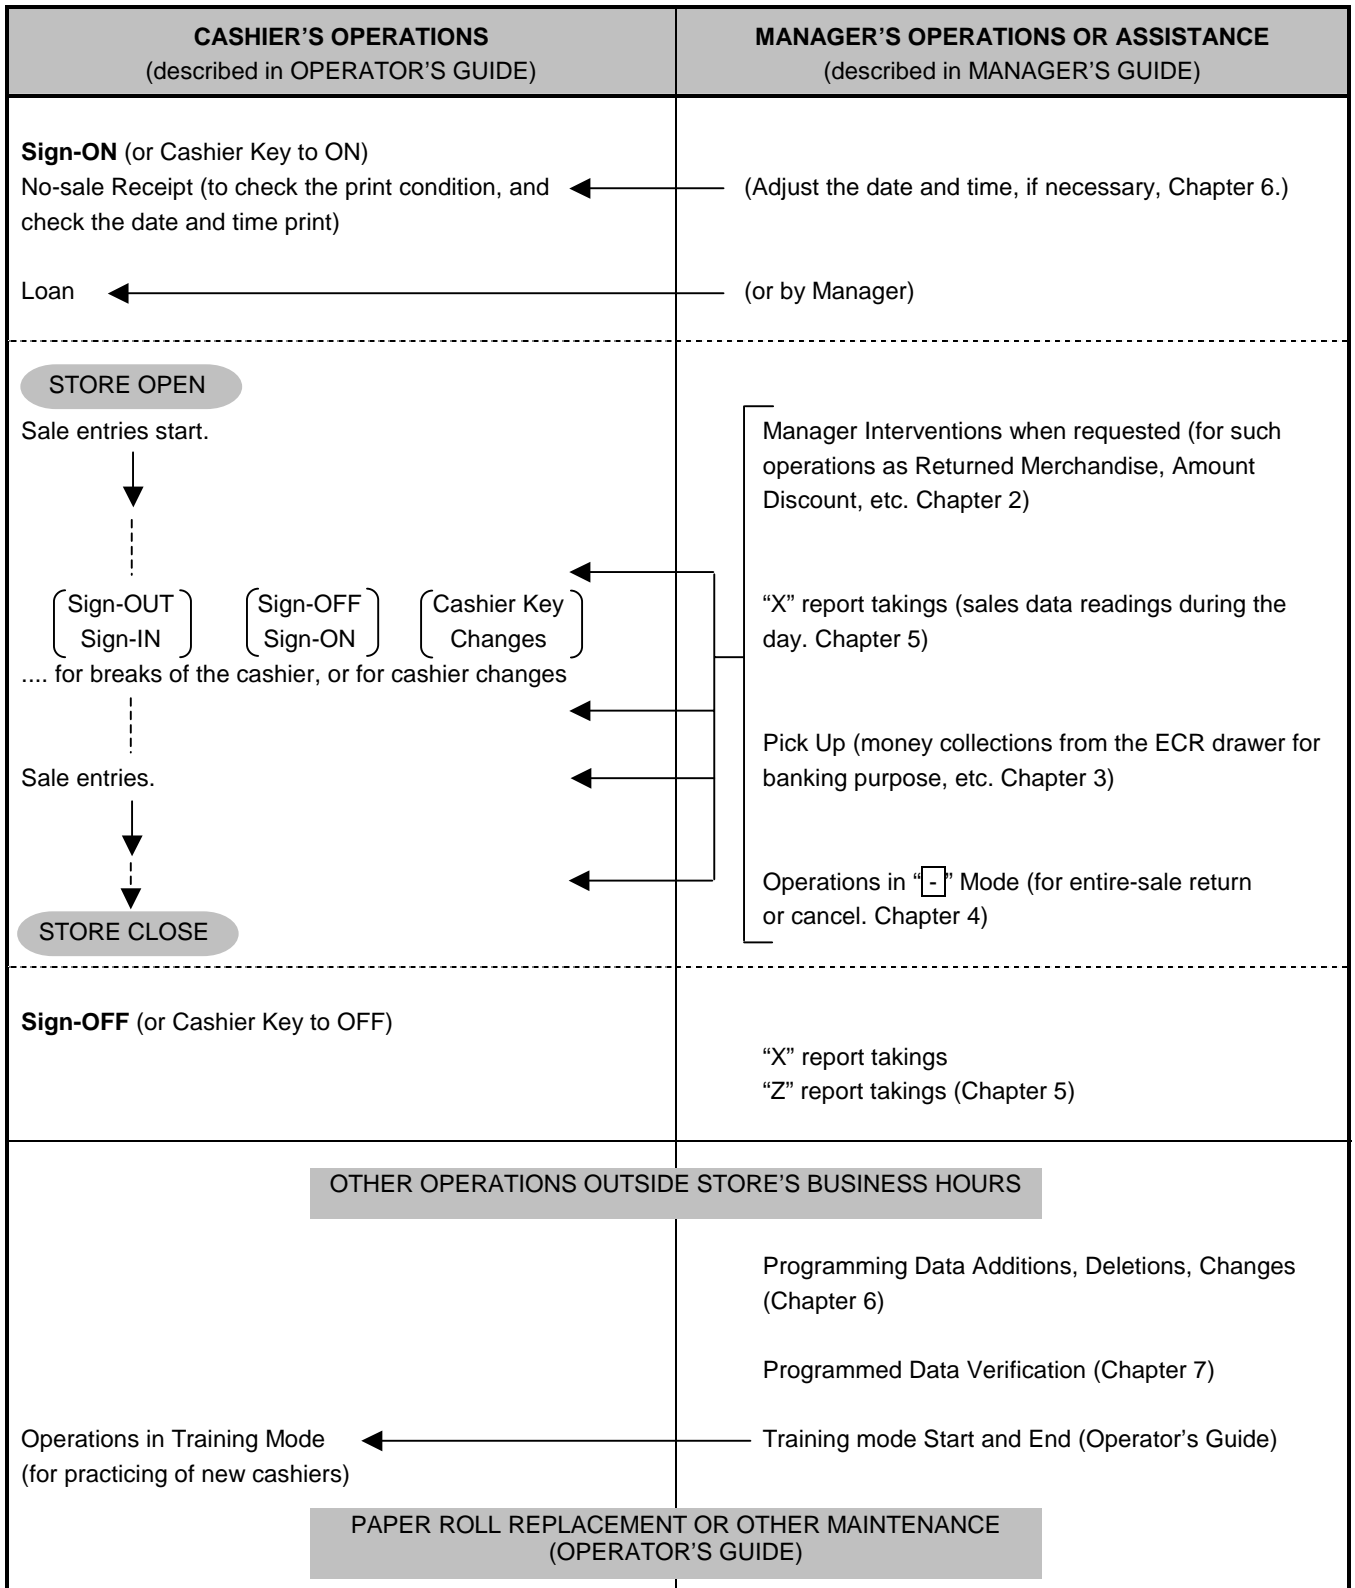 CASHIER’S OPERATIONS
(described in OPERATOR’S GUIDE)
MANAGER’S OPERATIONS OR ASSISTANCE
(described in MANAGER’S GUIDE)
Sign-ON (or Cashier Key to ON)
No-sale Receipt (to check the print condition, and
check the date and time print)
(Adjust the date and time, if necessary, Chapter 6.)
Loan
(or by Manager)
STORE OPEN
Sale entries start.
Manager Interventions when requested (for such
operations as Returned Merchandise, Amount
Discount, etc. Chapter 2)
Sign-OUT
Sign-IN
Sign-OFF
Sign-ON
Cashier Key
Changes
.... for breaks of the cashier, or for cashier changes
“X” report takings (sales data readings during the
day. Chapter 5)
Pick Up (money collections from the ECR drawer for
banking purpose, etc. Chapter 3)
Sale entries.
Operations in “-” Mode (for entire-sale return
or cancel. Chapter 4)
STORE CLOSE
Sign-OFF (or Cashier Key to OFF)
“X” report takings
“Z” report takings (Chapter 5)
OTHER OPERATIONS OUTSIDE STORE’S BUSINESS HOURS
Programming Data Additions, Deletions, Changes
(Chapter 6)
Programmed Data Verification (Chapter 7)
Operations in Training Mode
(for practicing of new cashiers)
Training mode Start and End (Operator’s Guide)
PAPER ROLL REPLACEMENT OR OTHER MAINTENANCE
(OPERATOR’S GUIDE)